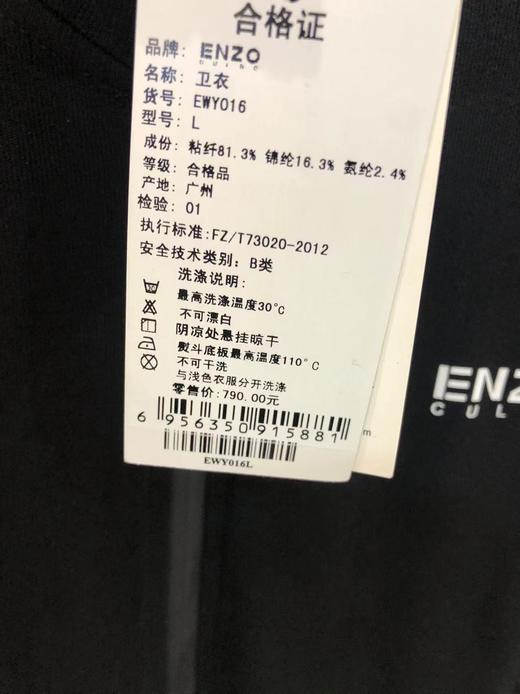 合格证
品牌: ENZO
名称: 卫衣
货号: EWY016
型号: L
成份: 粘纤81.3% 锦纶16.3% 氨纶2.4%
等级: 合格品
产地: 广州
检验: 01
执行标准:FZ/T73020-2012
安全技术类别: B类
洗涤说明:
最高洗涤温度30℃
不可漂白
阴凉处悬挂晾干
熨斗底板最高温度110℃
不可干洗
与浅色衣服分开洗涤
零售价: 790.00元
6 956350 915881
EWY016L
ENZO